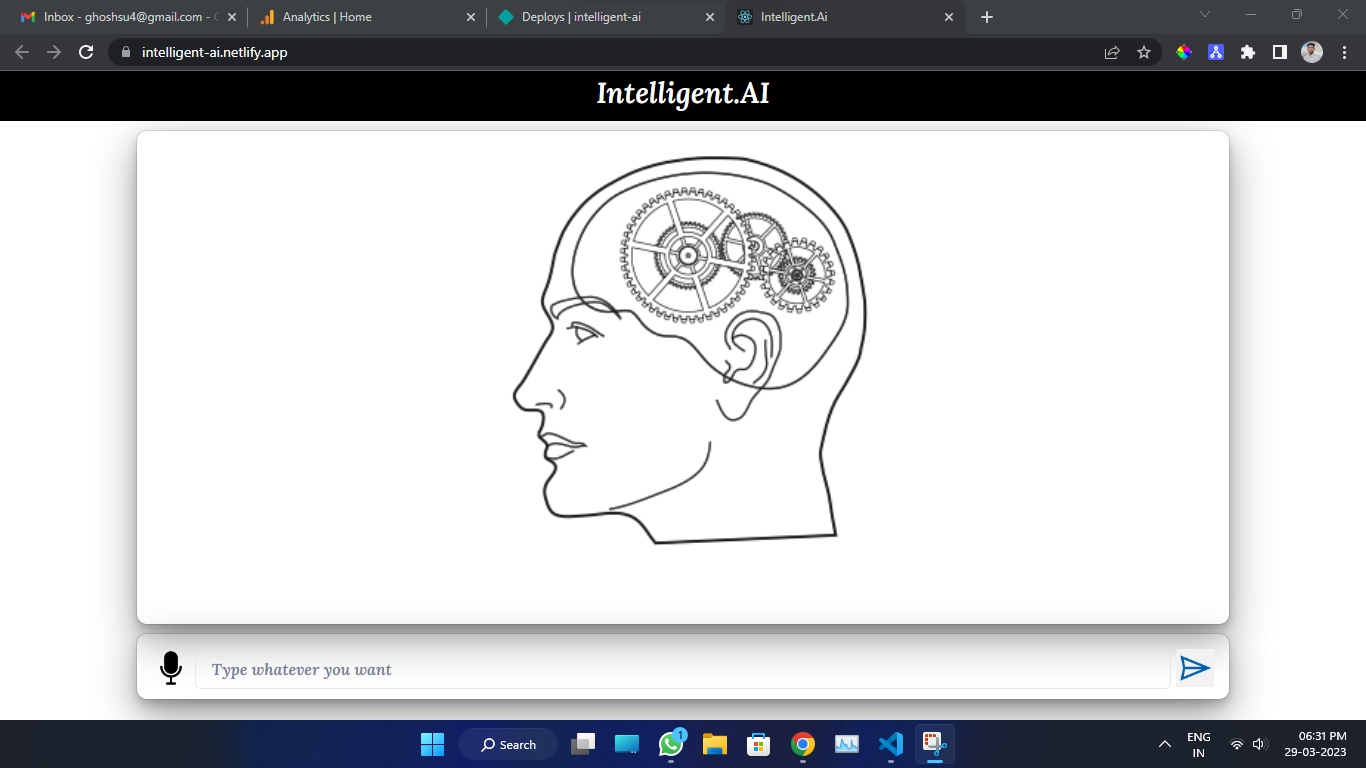 Inbox - ghoshsu4@gmail.com -
Analytics | Home
Deploys | intelligent-ai
Intelligent.Ai
intelligent-ai.netlify.app
Intelligent.AI
Type whatever you want
Search
1
ENG
IN
06:31 PM
29-03-2023